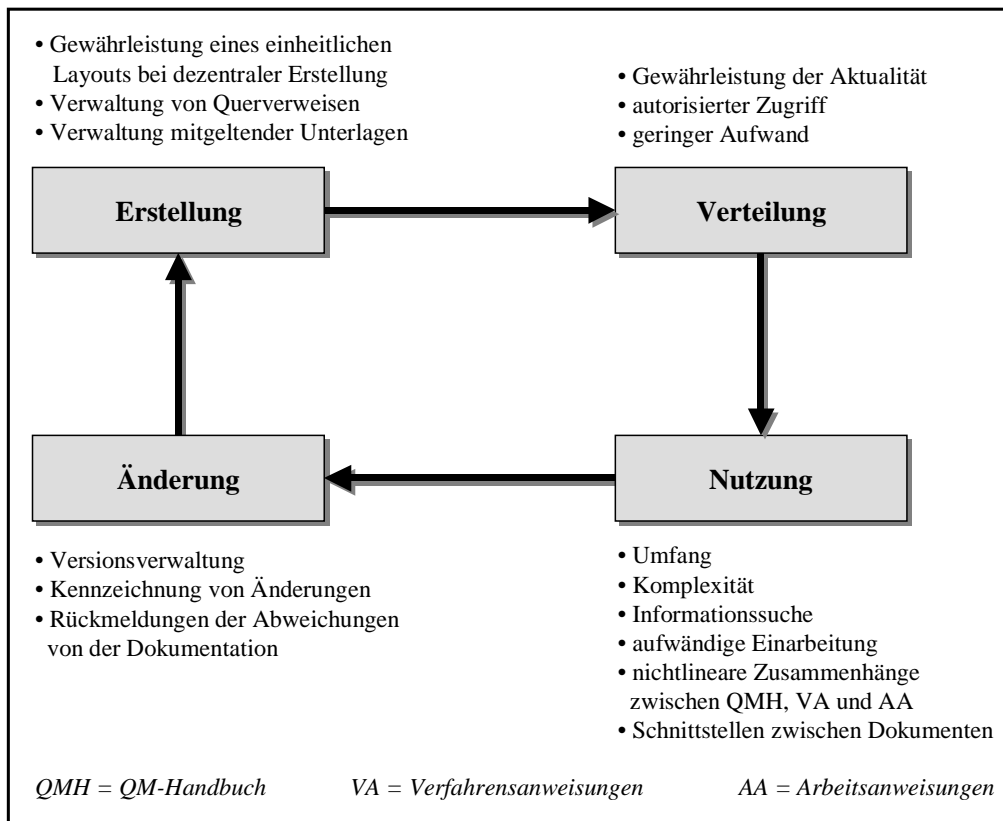 • Gewährleistung eines einheitlichen
Layouts bei dezentraler Erstellung
• Verwaltung von Querverweisen
• Verwaltung mitgeltender Unterlagen
• Gewährleistung der Aktualität
• autorisierter Zugriff
• geringer Aufwand
Erstellung
Verteilung
Änderung
Nutzung
• Versionsverwaltung
• Kennzeichnung von Änderungen
• Rückmeldungen der Abweichungen
von der Dokumentation
• Umfang
• Komplexität
• Informationssuche
• aufwändige Einarbeitung
• nichtlineare Zusammenhänge
zwischen QMH, VA und AA
• Schnittstellen zwischen Dokumenten
QMH = QM-Handbuch VA = Verfahrensanweisungen AA = Arbeitsanweisungen